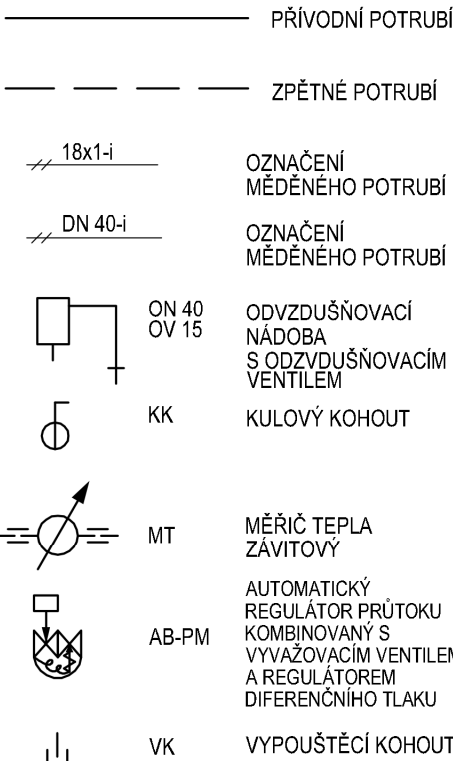 PŘÍVODNÍ POTRUBÍ
ZPĚTNÉ POTRUBÍ
18x1-i
OZNAČENÍ
MĚDĚNÉHO POTRUBÍ
DN 40-i
OZNAČENÍ
MĚDĚNÉHO POTRUBÍ
ON 40
OV 15
ODVZDUŠŇOVACÍ
NÁDOBA
S ODZVDUŠŇOVACÍM
VENTILEM
KK
KULOVÝ KOHOUT
MT
MĚŘIČ TEPLA
ZÁVITOVÝ
AB-PM
AUTOMATICKÝ
REGULÁTOR PRŮTOKU
KOMBINOVANÝ S
VYVAŽOVACÍM VENTILEM
A REGULÁTOREM
DIFERENČNÍHO TLAKU
VK
VYPOUŠTĚCÍ KOHOUT